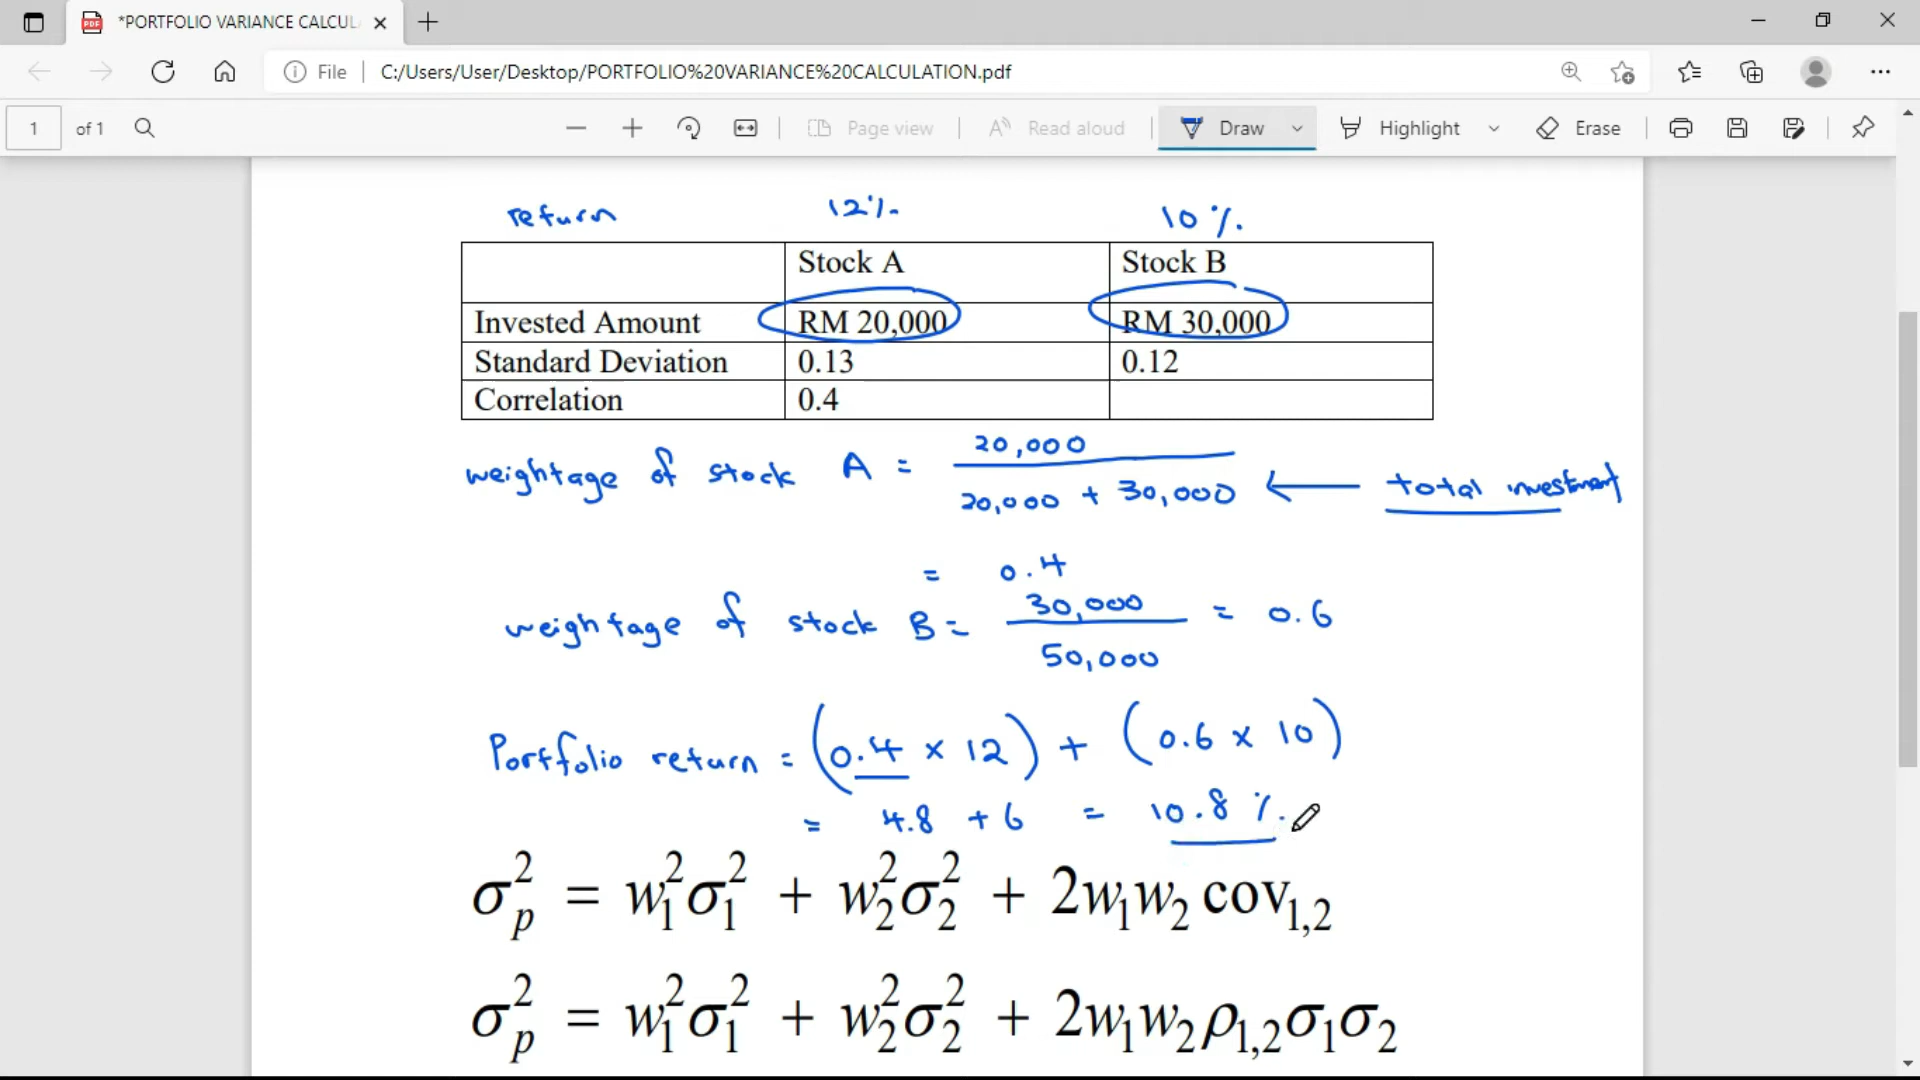 *PORTFOLIO VARIANCE CALCUL
File C:/Users/User/Desktop/PORTFOLIO%20VARIANCE%20CALCULATION.pdf
1 of 1 Page view Read aloud Draw Highlight Erase
return 12% 10%
Stock A Stock B
Invested Amount RM 20,000 RM 30,000
Standard Deviation 0.13 0.12
Correlation 0.4
weightage of stock A = 20,000 / 20,000 + 30,000 ← total investment
= 0.4
weightage of stock B = 30,000 / 50,000 = 0.6
Portfolio return = (0.4 × 12) + (0.6 × 10)
= 4.8 + 6 = 10.8 %.
σ²ₚ = w₁²σ₁² + w₂²σ₂² + 2w₁w₂ cov₁,₂
σ²ₚ = w₁²σ₁² + w₂²σ₂² + 2w₁w₂ρ₁,₂σ₁σ₂